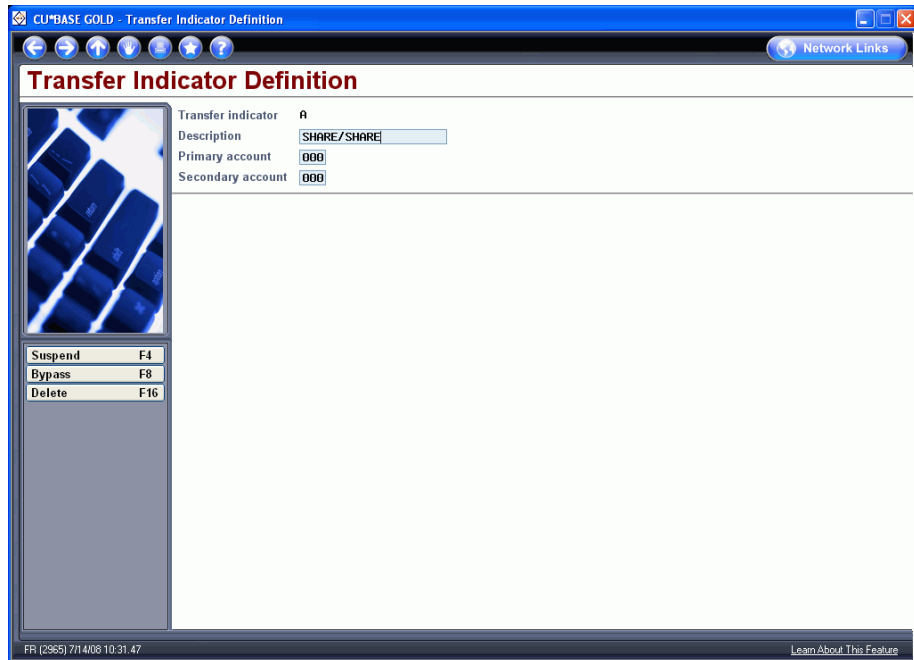 CU*BASE GOLD - Transfer Indicator Definition
Network Links
Transfer Indicator Definition
Transfer indicator A
Description SHARE/SHARE
Primary account 000
Secondary account 000
Suspend F4
Bypass F8
Delete F16
FR (2965) 7/14/08 10:31.47
Learn About This Feature